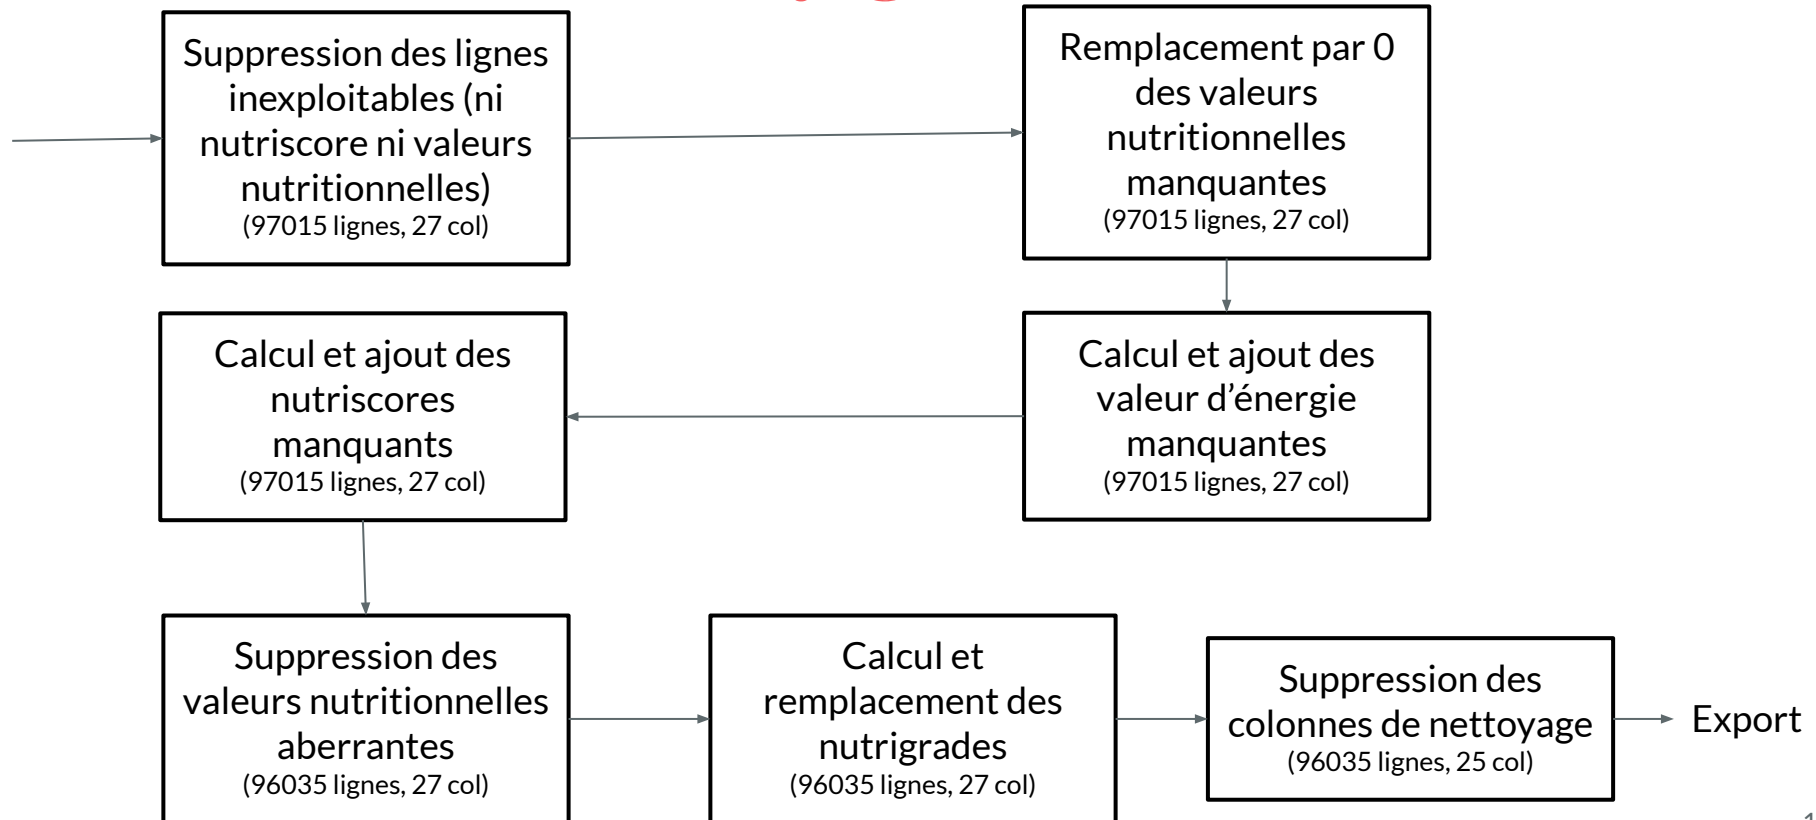 Suppression des lignes
inexploitables (ni
nutriscore ni valeurs
nutritionnelles)
(97015 lignes, 27 col)
Remplacement par 0
des valeurs
nutritionnelles
manquantes
(97015 lignes, 27 col)
Calcul et ajout des
valeur d’énergie
manquantes
(97015 lignes, 27 col)
Calcul et ajout des
nutriscores
manquants
(97015 lignes, 27 col)
Suppression des
valeurs nutritionnelles
aberrantes
(96035 lignes, 27 col)
Calcul et
remplacement des
nutrigrades
(96035 lignes, 27 col)
Suppression des
colonnes de nettoyage
(96035 lignes, 25 col)
Export